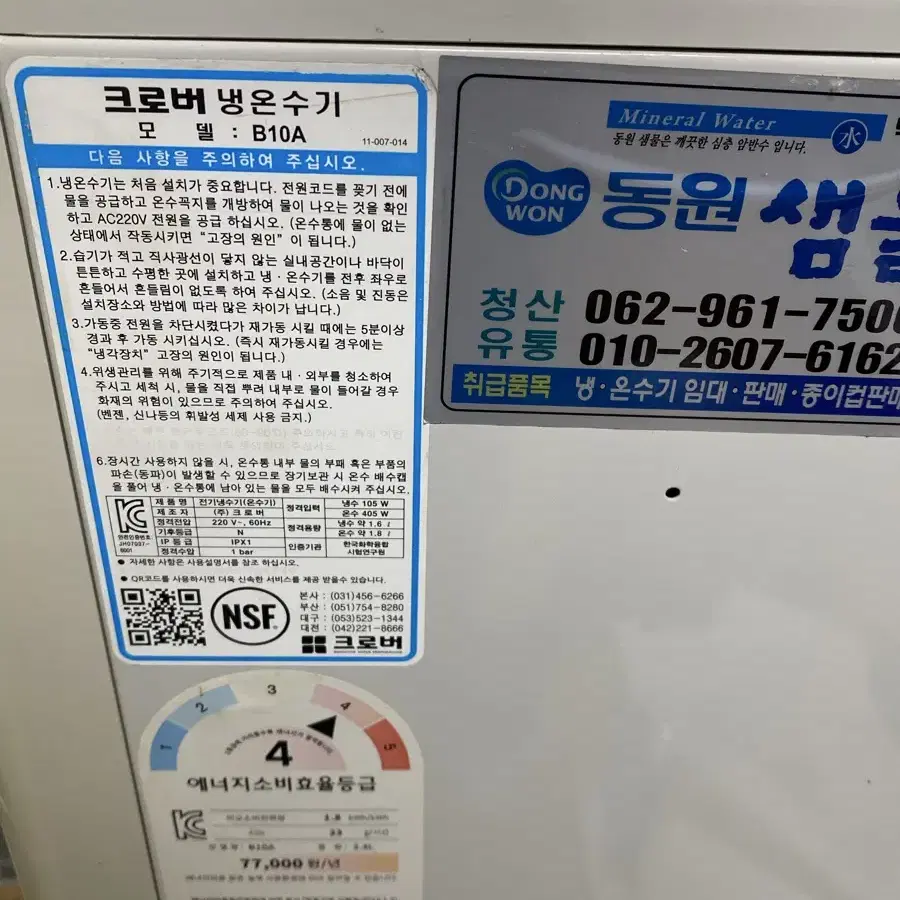 크로버 냉온수기
모 델 : B10A
11-007-014
다음 사항을 주의하여 주십시오.
1.냉온수기는 처음 설치가 중요합니다. 전원코드를 꽂기 전에
물을 공급하고 온수꼭지를 개방하여 물이 나오는 것을 확인
하고 AC220V 전원을 공급 하십시오. (온수통에 물이 없는
상태에서 작동시키면 "고장의 원인" 이 됩니다.)
2.습기가 적고 직사광선이 닿지 않는 실내공간이나 바닥이
튼튼하고 수평한 곳에 설치하고 냉·온수기를 전후 좌우로
흔들어서 흔들림이 없도록 하여 주십시오. (소음 및 진동은
설치장소와 방법에 따라 많은 차이가 납니다.)
3.가동중 전원을 차단시켰다가 재가동 시킬 때에는 5분이상
경과 후 가동 시키십시오. (즉시 재가동시킬 경우에는
"냉각장치" 고장의 원인이 됩니다.)
4.위생관리를 위해 주기적으로 제품 내·외부를 청소하여
주시고 세척 시, 물을 직접 뿌려 내부로 물이 들어갈 경우
화재의 위험이 있으므로 주의하여 주십시오.
(벤젠, 신나등의 휘발성 세제 사용 금지.)
6.장시간 사용하지 않을 시, 온수통 내부 물의 부패 혹은 부품의
파손(동파)이 발생할 수 있으므로 장기보관 시 온수 배수캡
을 풀어 냉·온수통에 남아 있는 물을 모두 배수시켜 주십시오.
제 품 명 전기냉수기(온수기) 정격입력 냉수 105 W
제 조 자 (주) 크로버 온수 405 W
정격전압 220 V~, 60Hz 정격용량 냉수 약 1.6 ℓ
기후등급 N 온수 약 1.8 ℓ
IP 등급 IPX1 인증기관 한국화학융합
정격수압 1 bar 시험연구원
안전인증번호:
JH07037-
● 자세한 사항은 사용설명서를 참조 하십시오.
● QR코드를 사용하시면 더욱 신속한 서비스를 제공 받을수 있습니다.
NSF
본사 : (031)456-6266
부산 : (051)754-8280
대구 : (053)523-1344
대전 : (042)221-8666
크로버
Mineral Water
동원 샘물은 깨끗한 심층 암반수 입니다.
水
DONG
WON
동원 샘
청산 062-961-750
유통 010-2607-6162
취급품목 냉·온수기 임대·판매·종이컵판매
1 2 3 4 5
4
에너지소비효율등급
B10A
77,000 원/년